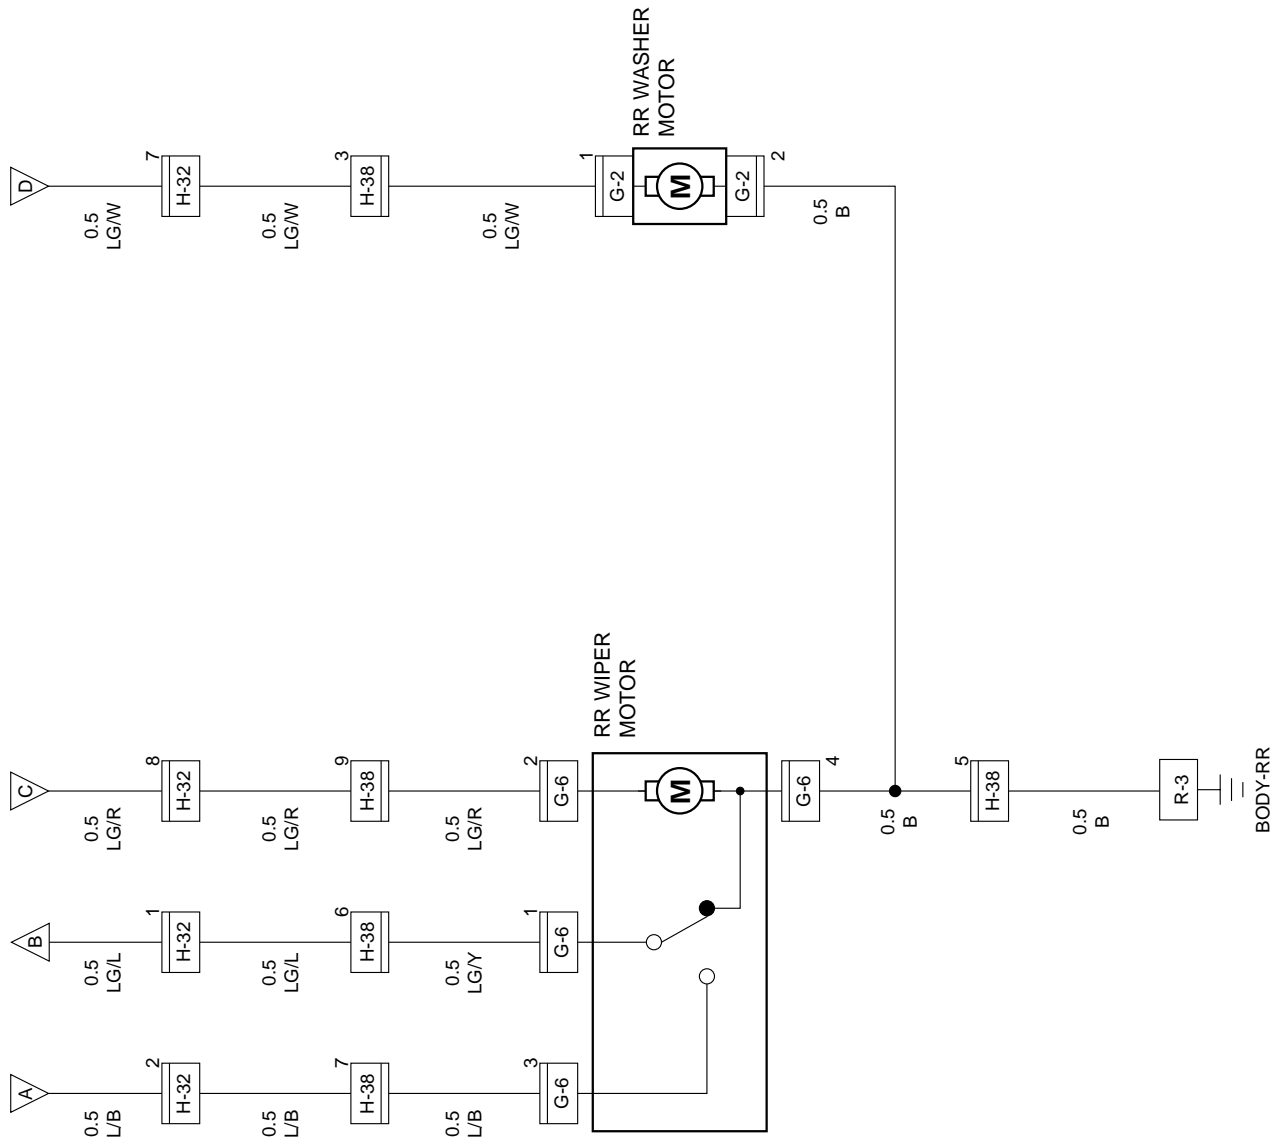 A
0.5
L/B
2
H-32
0.5
L/B
7
H-38
0.5
L/B
3
G-6
B
0.5
LG/L
1
H-32
0.5
LG/L
6
H-38
0.5
LG/Y
1
G-6
C
0.5
LG/R
8
H-32
0.5
LG/R
9
H-38
0.5
LG/R
2
G-6
RR WIPER
MOTOR
M
4
G-6
0.5
B
5
H-38
0.5
B
R-3
BODY-RR
D
0.5
LG/W
7
H-32
0.5
LG/W
3
H-38
0.5
LG/W
1
G-2
RR WASHER
MOTOR
M
G-2
2
0.5
B